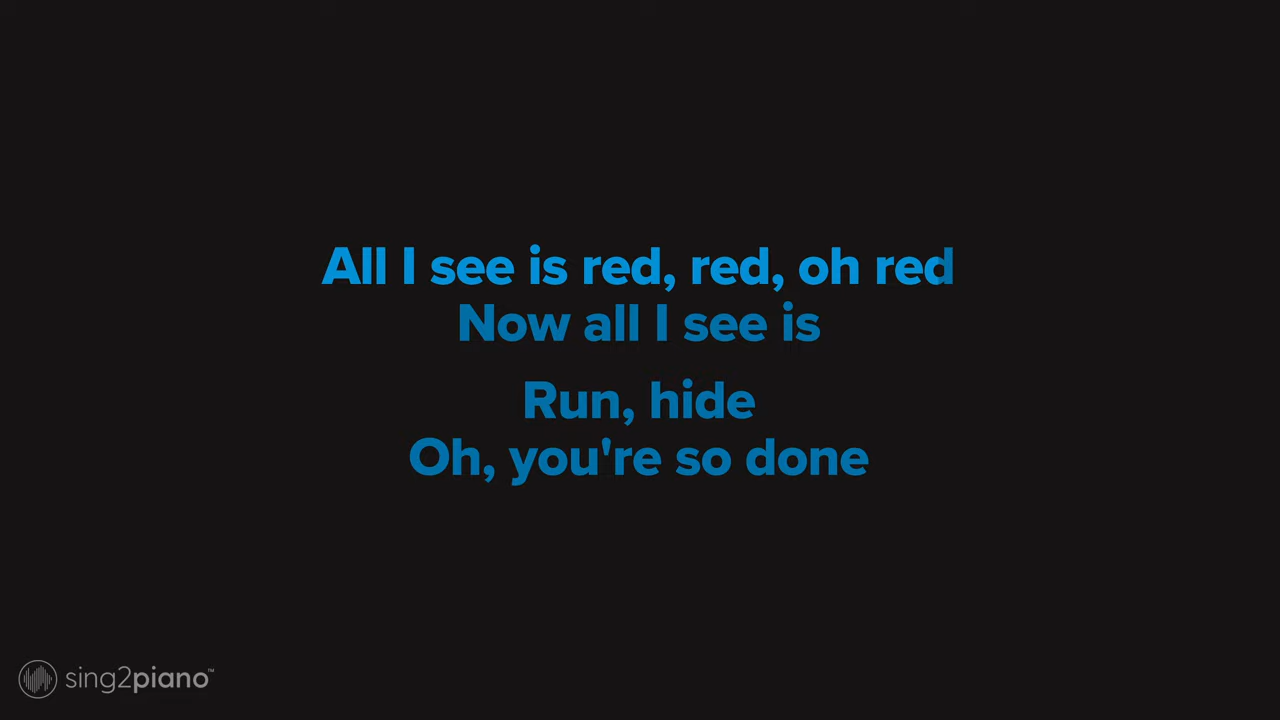 All I see is red, red, oh red
Now all I see is
Run, hide
Oh, you're so done
sing2piano™